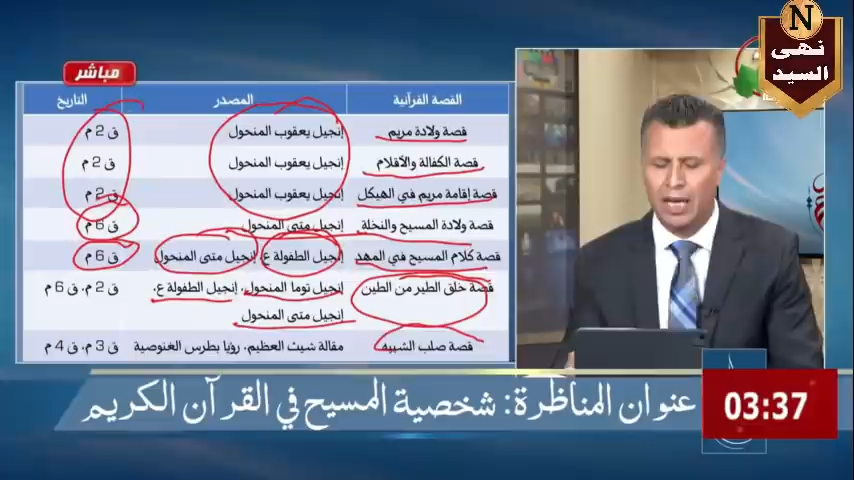 N
نهى
السيد
مباشر
القصة القرآنية المصدر التاريخ
قصة ولادة مريم إنجيل يعقوب المنحول ق 2 م
قصة الكفالة والأقلام إنجيل يعقوب المنحول ق 2 م
قصة إقامة مريم في الهيكل إنجيل يعقوب المنحول ق 2 م
قصة ولادة المسيح والنخلة إنجيل متى المنحول ق 6 م
قصة كلام المسيح في المهد إنجيل الطفولة ع، إنجيل متى المنحول ق 6 م
قصة خلق الطير من الطين إنجيل توما المنحول، إنجيل الطفولة ع، ق 2 م، ق 6 م
إنجيل متى المنحول
قصة صلب الشبيه مقالة شيث العظيم، رؤيا بطرس الغنوصية ق 3 م، ق 4 م
عنوان المناظرة: شخصية المسيح في القرآن الكريم
03:37